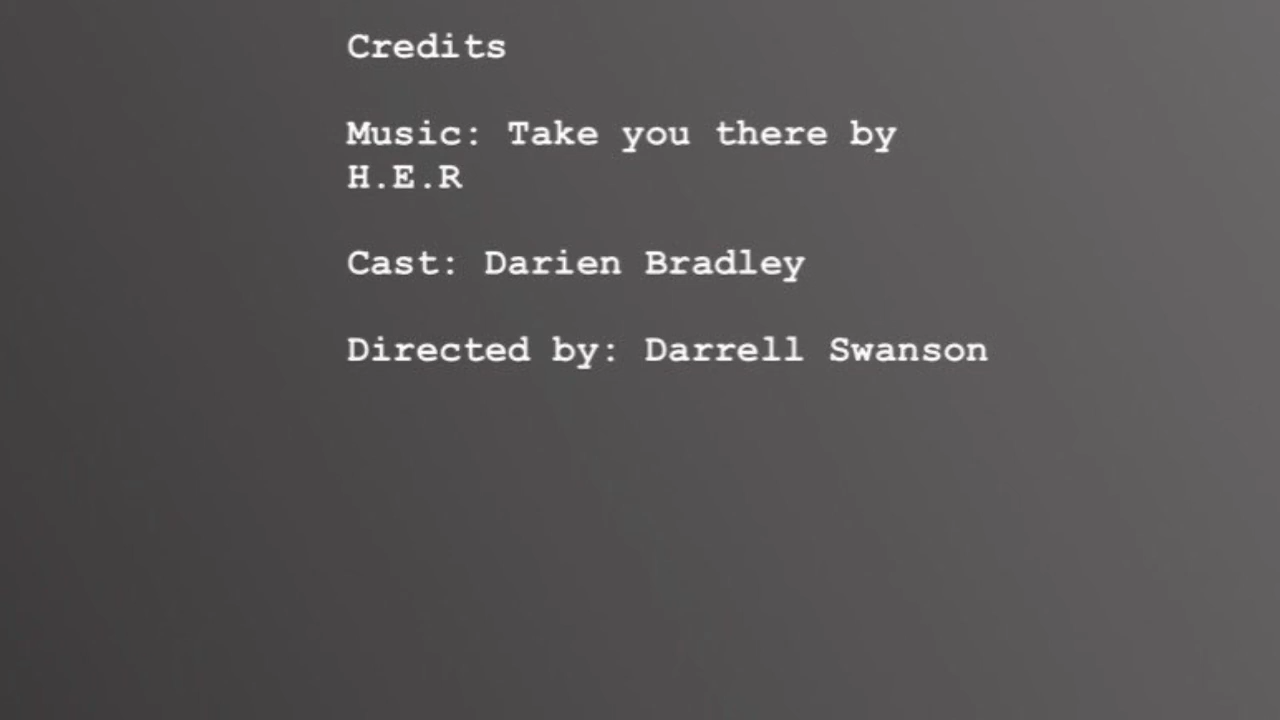 Credits
Music: Take you there by
H.E.R
Cast: Darien Bradley
Directed by: Darrell Swanson